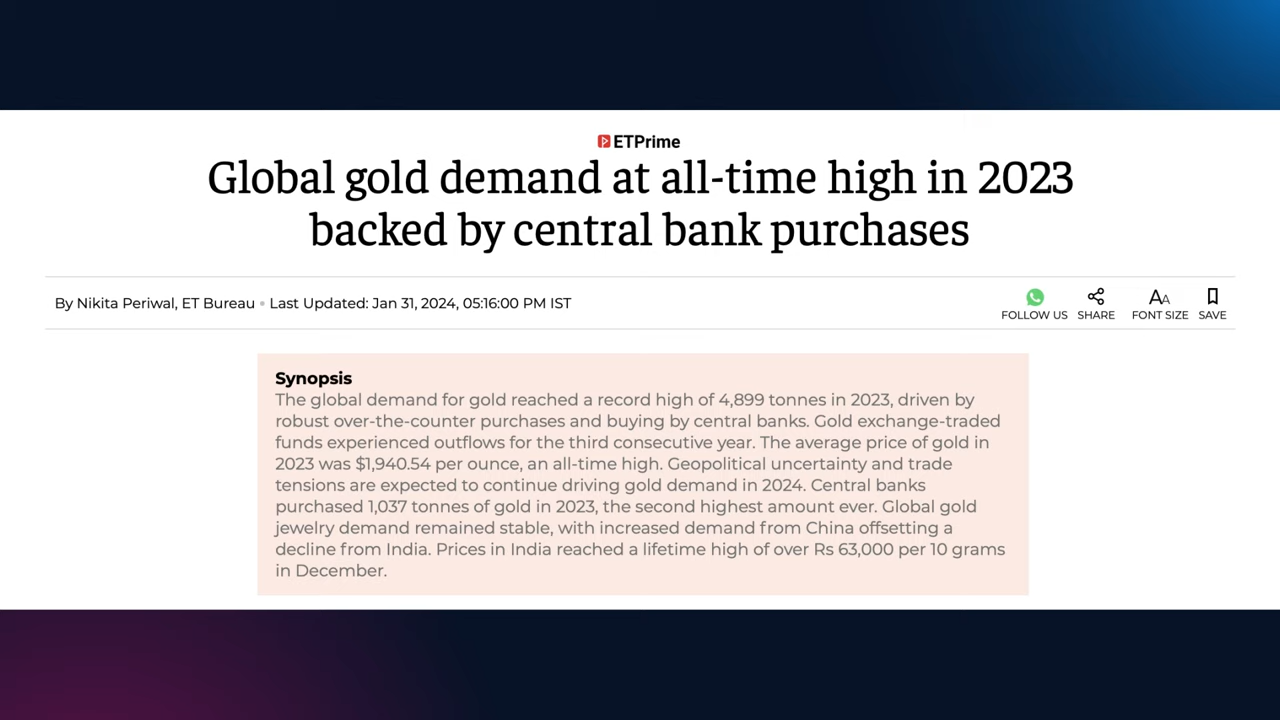 ETPrime
Global gold demand at all-time high in 2023
backed by central bank purchases
By Nikita Periwal, ET Bureau • Last Updated: Jan 31, 2024, 05:16:00 PM IST
FOLLOW US SHARE AA FONT SIZE SAVE
Synopsis
The global demand for gold reached a record high of 4,899 tonnes in 2023, driven by
robust over-the-counter purchases and buying by central banks. Gold exchange-traded
funds experienced outflows for the third consecutive year. The average price of gold in
2023 was $1,940.54 per ounce, an all-time high. Geopolitical uncertainty and trade
tensions are expected to continue driving gold demand in 2024. Central banks
purchased 1,037 tonnes of gold in 2023, the second highest amount ever. Global gold
jewelry demand remained stable, with increased demand from China offsetting a
decline from India. Prices in India reached a lifetime high of over Rs 63,000 per 10 grams
in December.